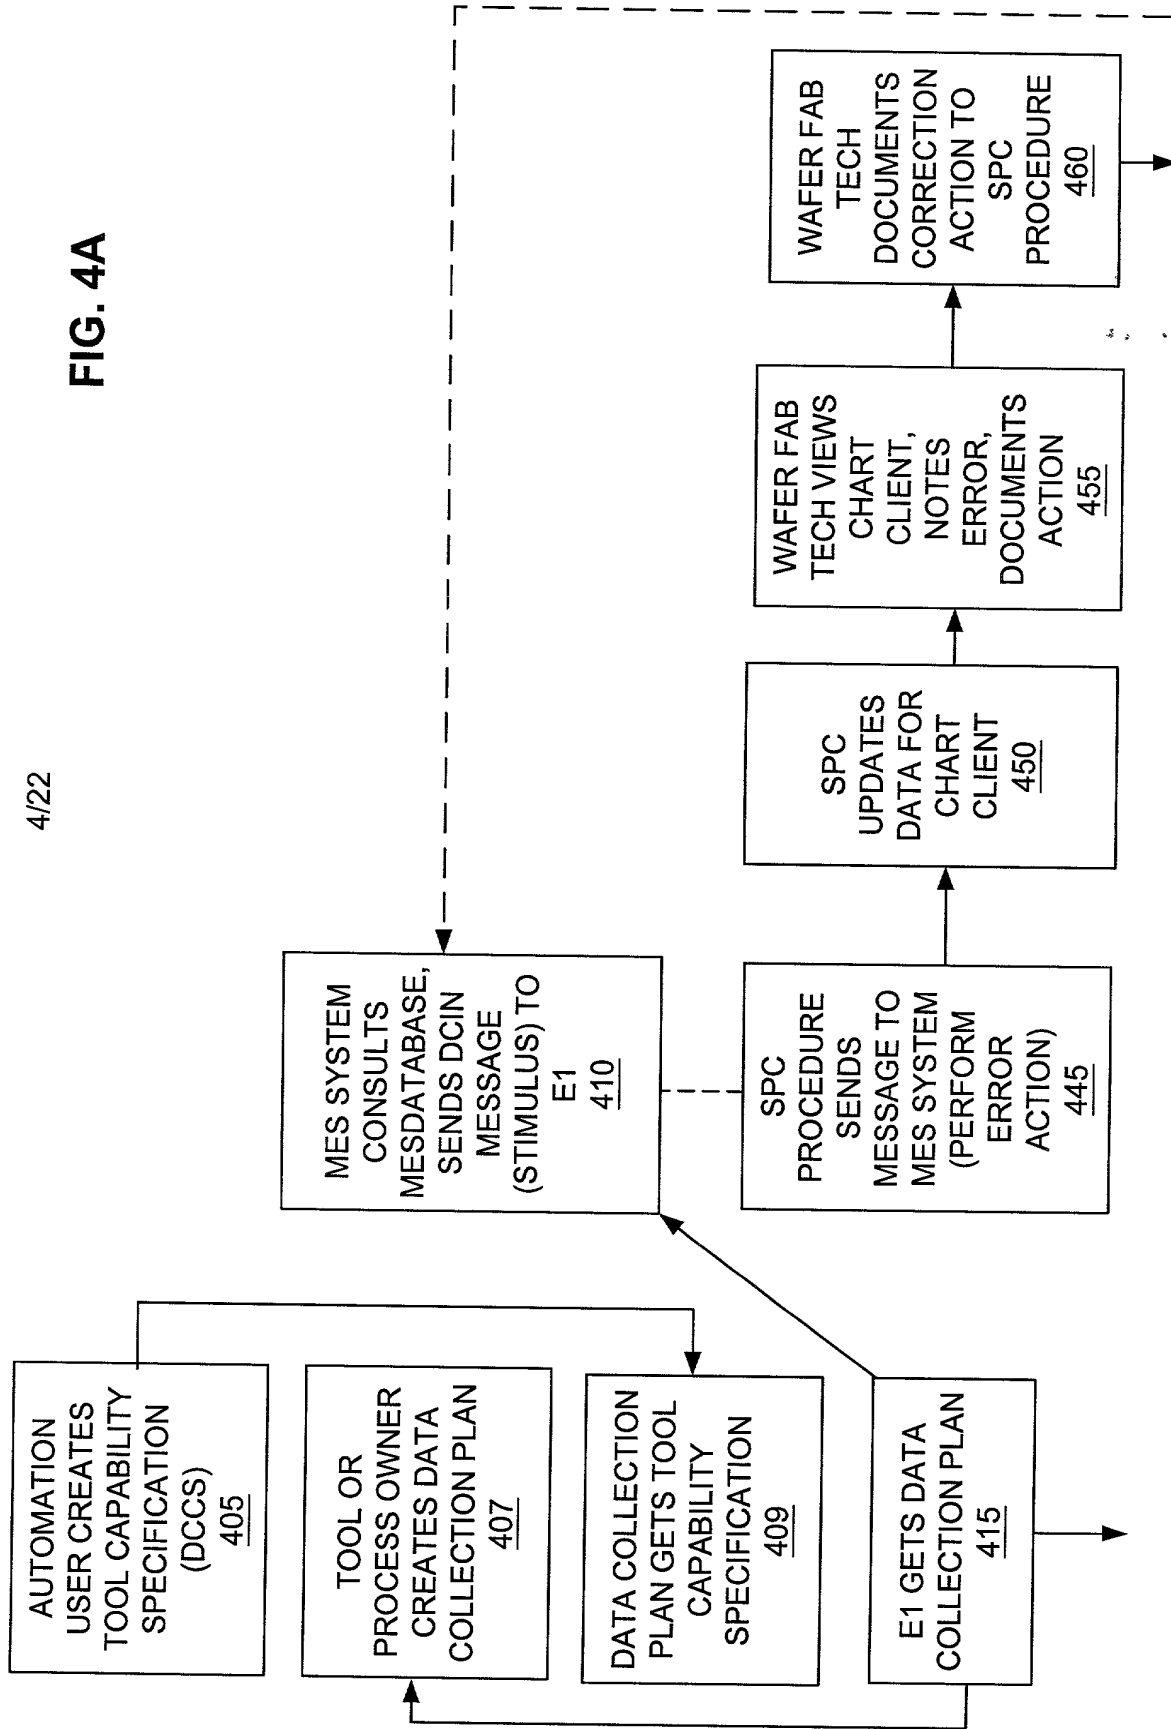 4/22
FIG. 4A
AUTOMATION
USER CREATES
TOOL CAPABILITY
SPECIFICATION
(DCCS)
405
TOOL OR
PROCESS OWNER
CREATES DATA
COLLECTION PLAN
407
DATA COLLECTION
PLAN GETS TOOL
CAPABILITY
SPECIFICATION
409
E1 GETS DATA
COLLECTION PLAN
415
MES SYSTEM
CONSULTS
MESDATABASE,
SENDS DCIN
MESSAGE
(STIMULUS) TO
E1
410
SPC
PROCEDURE
SENDS
MESSAGE TO
MES SYSTEM
(PERFORM
ERROR
ACTION)
445
SPC
UPDATES
DATA FOR
CHART
CLIENT
450
WAFER FAB
TECH VIEWS
CHART
CLIENT,
NOTES
ERROR,
DOCUMENTS
ACTION
455
WAFER FAB
TECH
DOCUMENTS
CORRECTION
ACTION TO
SPC
PROCEDURE
460